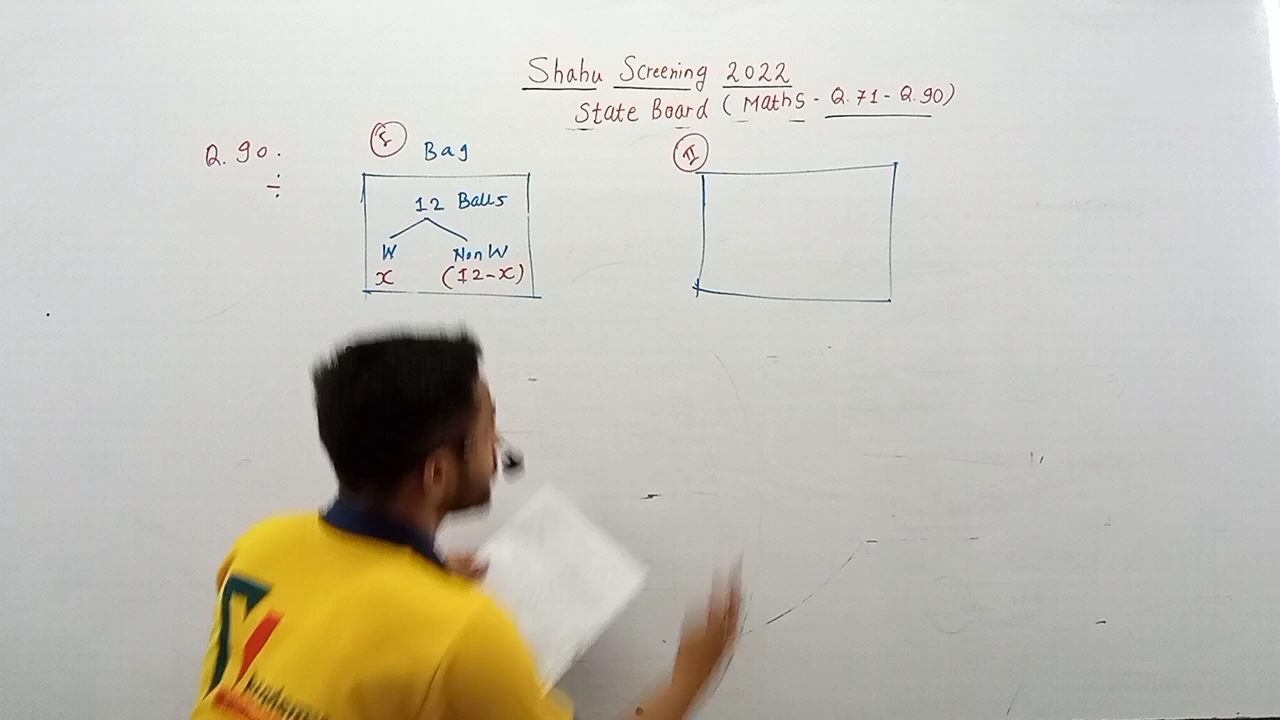 Shahu Screening 2022
State Board (Maths - Q.71 - Q.90)
Q. 90.
I Bag
12 Balls
W Non W
x (12-x)
II